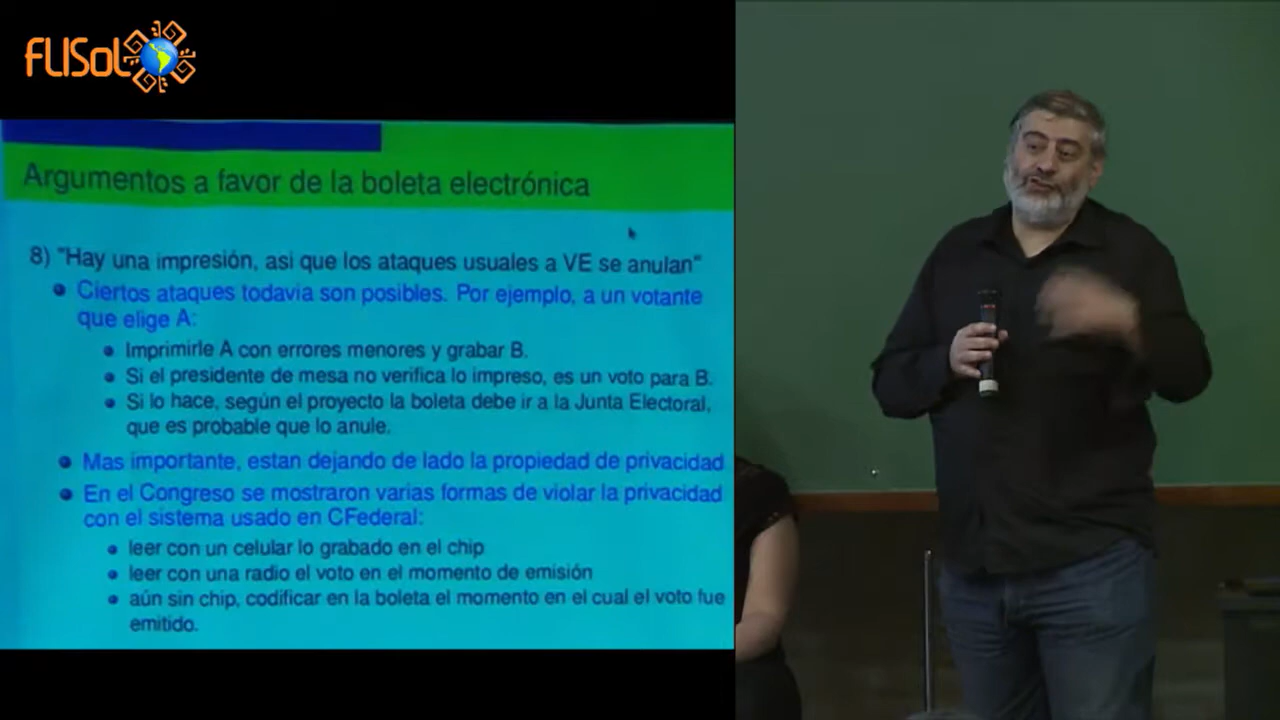 FLISoL
Argumentos a favor de la boleta electrónica
8) "Hay una impresión, asi que los ataques usuales a VE se anulan"
Ciertos ataques todavia son posibles. Por ejemplo, a un votante
que elige A:
Imprimirle A con errores menores y grabar B.
Si el presidente de mesa no verifica lo impreso, es un voto para B.
Si lo hace, según el proyecto la boleta debe ir a la Junta Electoral,
que es probable que lo anule.
Mas importante, estan dejando de lado la propiedad de privacidad
En el Congreso se mostraron varias formas de violar la privacidad
con el sistema usado en CFederal:
leer con un celular lo grabado en el chip
leer con una radio el voto en el momento de emisión
aún sin chip, codificar en la boleta el momento en el cual el voto fue
emitido.